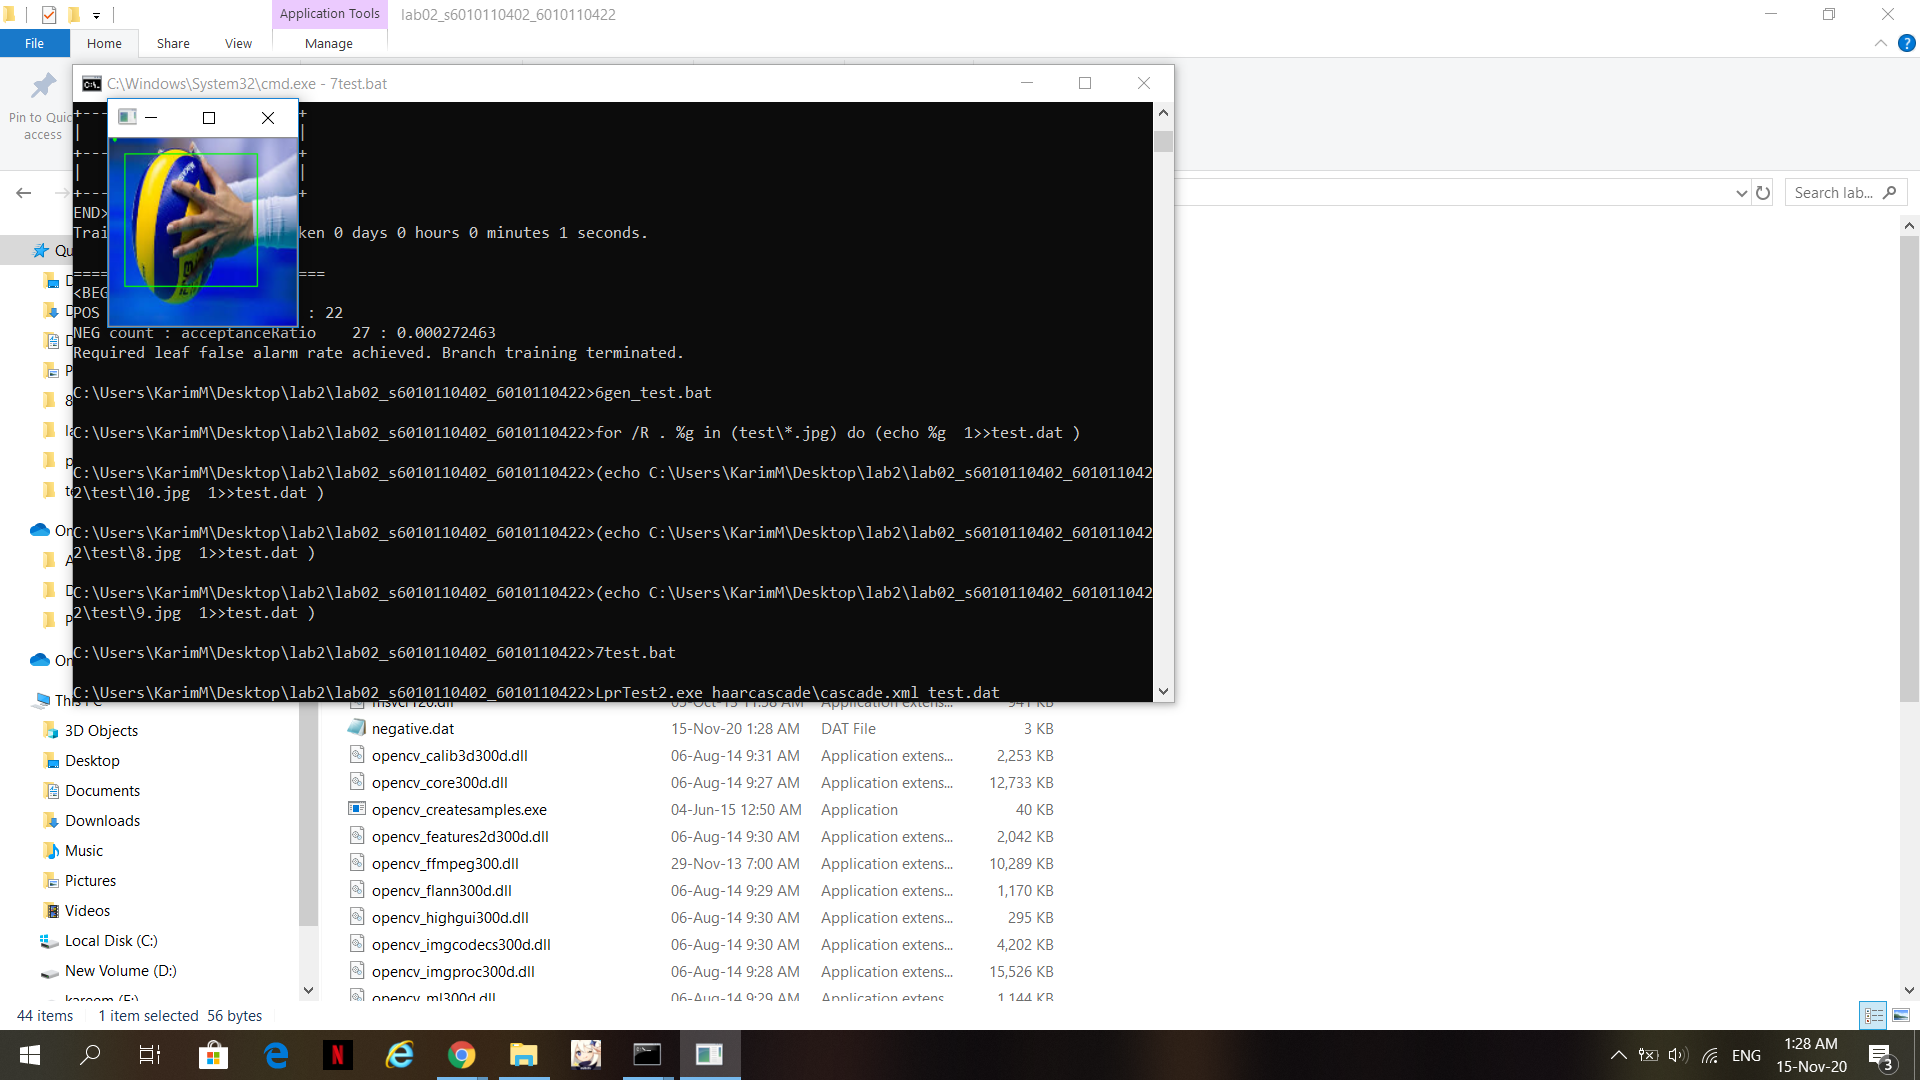 Application Tools
lab02_s6010110402_6010110422
File
Home
Share
View
Manage
Pin to Quic
access
C:\Windows\System32\cmd.exe - 7test.bat
Search lab...
END>
Trai
ken 0 days 0 hours 0 minutes 1 seconds.
<BEG
POS
: 22
NEG count : acceptanceRatio    27 : 0.000272463
Required leaf false alarm rate achieved. Branch training terminated.
C:\Users\KarimM\Desktop\lab2\lab02_s6010110402_6010110422>6gen_test.bat
C:\Users\KarimM\Desktop\lab2\lab02_s6010110402_6010110422>for /R . %g in (test\*.jpg) do (echo %g  1>>test.dat )
C:\Users\KarimM\Desktop\lab2\lab02_s6010110402_6010110422>(echo C:\Users\KarimM\Desktop\lab2\lab02_s6010110402_601011042
2\test\10.jpg  1>>test.dat )
C:\Users\KarimM\Desktop\lab2\lab02_s6010110402_6010110422>(echo C:\Users\KarimM\Desktop\lab2\lab02_s6010110402_601011042
2\test\8.jpg  1>>test.dat )
C:\Users\KarimM\Desktop\lab2\lab02_s6010110402_6010110422>(echo C:\Users\KarimM\Desktop\lab2\lab02_s6010110402_601011042
2\test\9.jpg  1>>test.dat )
C:\Users\KarimM\Desktop\lab2\lab02_s6010110402_6010110422>7test.bat
C:\Users\KarimM\Desktop\lab2\lab02_s6010110402_6010110422>LprTest2.exe haarcascade\cascade.xml test.dat
Qu
On
On
This PC
3D Objects
Desktop
Documents
Downloads
Music
Pictures
Videos
Local Disk (C:)
New Volume (D:)
kareem (E:)
negative.dat 15-Nov-20 1:28 AM DAT File 3 KB
opencv_calib3d300d.dll 06-Aug-14 9:31 AM Application extens... 2,253 KB
opencv_core300d.dll 06-Aug-14 9:27 AM Application extens... 12,733 KB
opencv_createsamples.exe 04-Jun-15 12:50 AM Application 40 KB
opencv_features2d300d.dll 06-Aug-14 9:30 AM Application extens... 2,042 KB
opencv_ffmpeg300.dll 29-Nov-13 7:00 AM Application extens... 10,289 KB
opencv_flann300d.dll 06-Aug-14 9:29 AM Application extens... 1,170 KB
opencv_highgui300d.dll 06-Aug-14 9:30 AM Application extens... 295 KB
opencv_imgcodecs300d.dll 06-Aug-14 9:30 AM Application extens... 4,202 KB
opencv_imgproc300d.dll 06-Aug-14 9:28 AM Application extens... 15,526 KB
opencv_ml300d.dll 06-Aug-14 9:29 AM Application extens 1,144 KB
44 items
1 item selected 56 bytes
ENG
1:28 AM
15-Nov-20
3